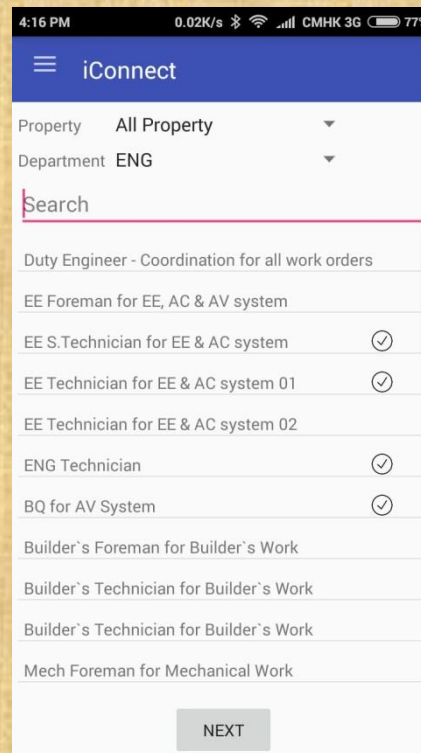 4:16 PM 0.02K/s CMHK 3G 77%
iConnect
Property All Property
Department ENG
Search
Duty Engineer - Coordination for all work orders
EE Foreman for EE, AC & AV system
EE S.Technician for EE & AC system
EE Technician for EE & AC system 01
EE Technician for EE & AC system 02
ENG Technician
BQ for AV System
Builder`s Foreman for Builder`s Work
Builder`s Technician for Builder`s Work
Builder`s Technician for Builder`s Work
Mech Foreman for Mechanical Work
NEXT